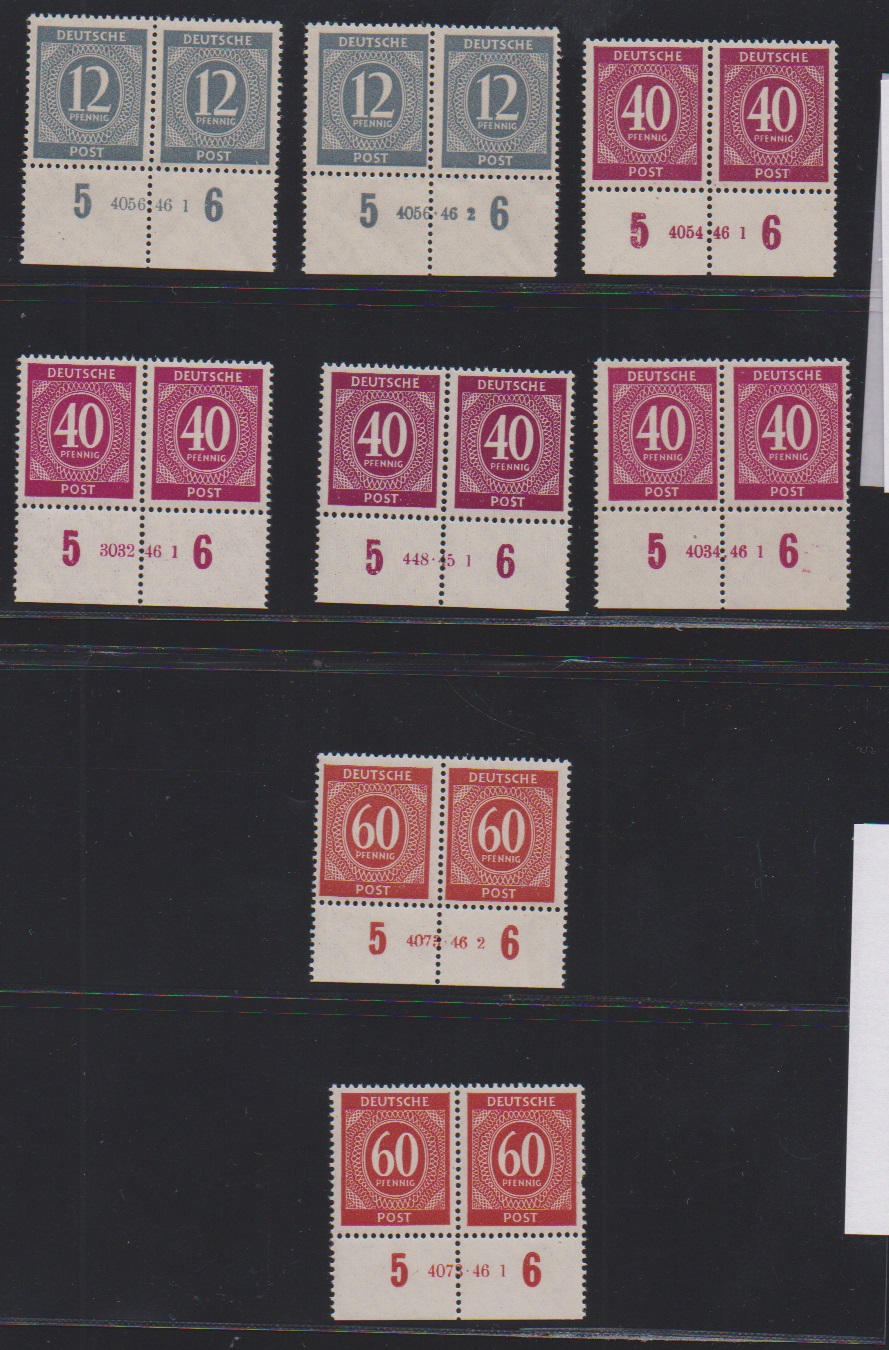 DEUTSCHE DEUTSCHE
12 12
PFENNIG PFENNIG
POST POST
5 4056·46 1 6
DEUTSCHE DEUTSCHE
12 12
PFENNIG PFENNIG
POST POST
5 4056·46 2 6
DEUTSCHE DEUTSCHE
40 40
PFENNIG PFENNIG
POST POST
5 4054·46 1 6
DEUTSCHE DEUTSCHE
40 40
PFENNIG PFENNIG
POST POST
5 3032·46 1 6
DEUTSCHE DEUTSCHE
40 40
PFENNIG PFENNIG
POST POST
5 448·45 1 6
DEUTSCHE DEUTSCHE
40 40
PFENNIG PFENNIG
POST POST
5 4034·46 1 6
DEUTSCHE DEUTSCHE
60 60
PFENNIG PFENNIG
POST POST
5 4073·46 2 6
DEUTSCHE DEUTSCHE
60 60
PFENNIG PFENNIG
POST POST
5 4073·46 1 6